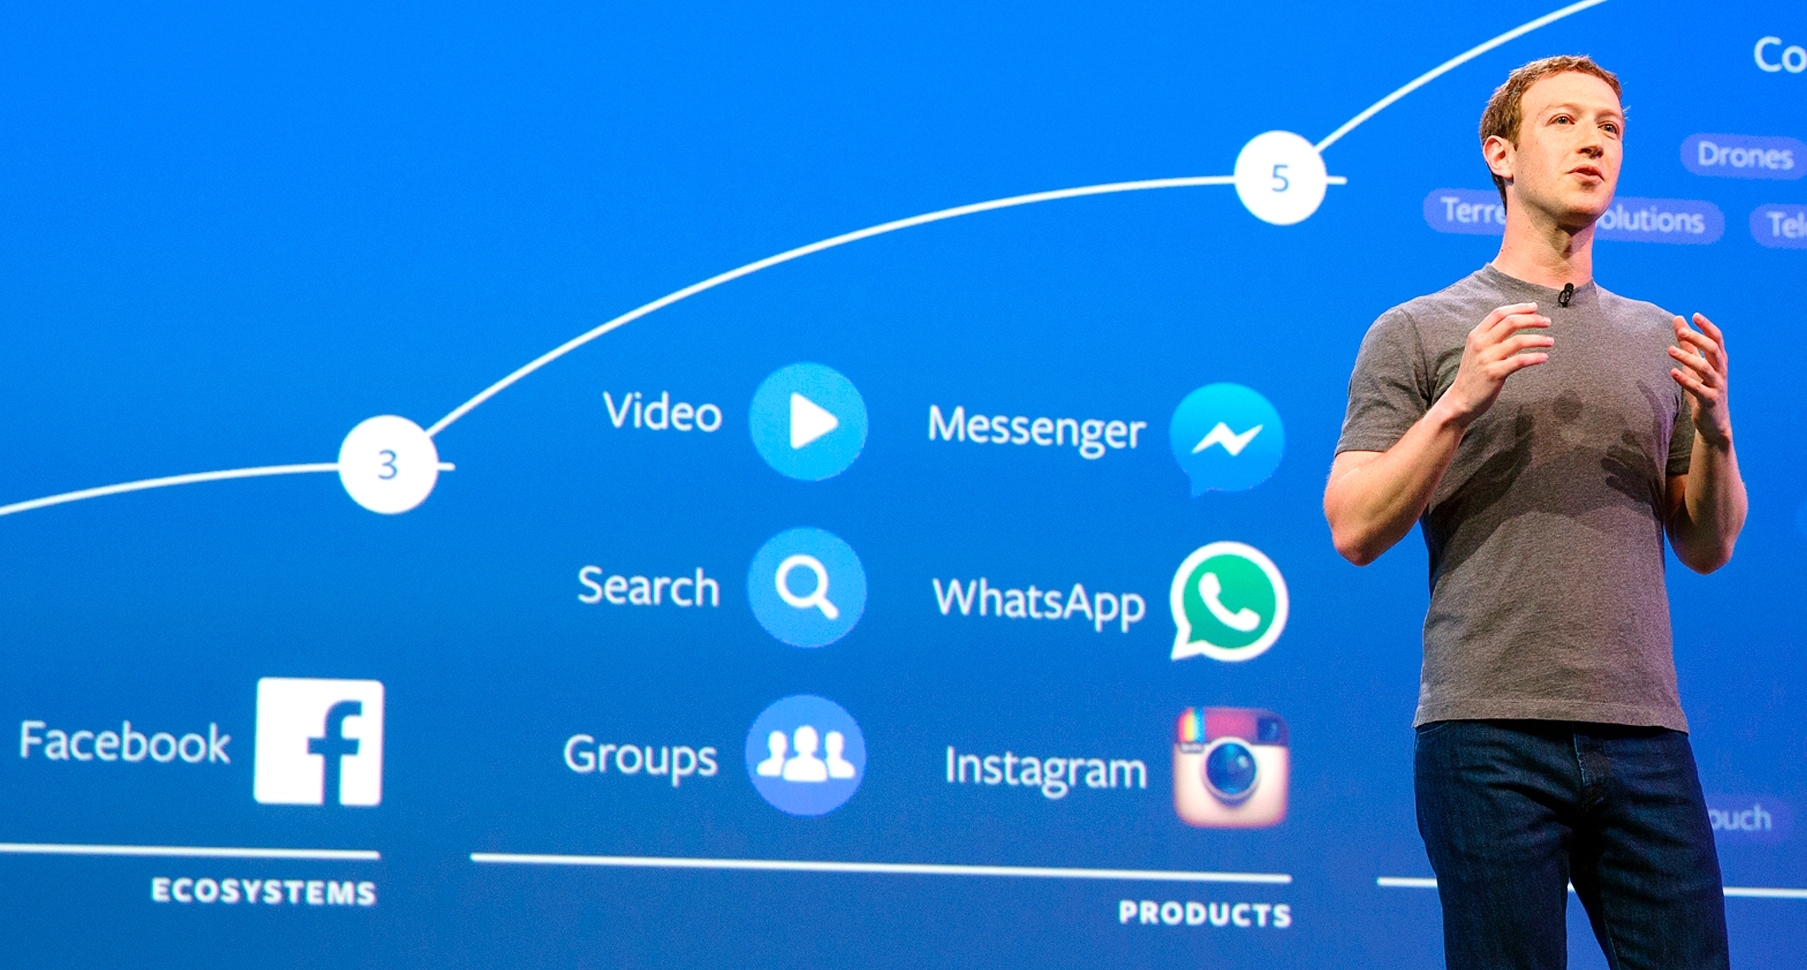 Co
Drones
Terre
olutions
Tel
5
3
Video
Messenger
Search
WhatsApp
Facebook
Groups
Instagram
ouch
ECOSYSTEMS
PRODUCTS